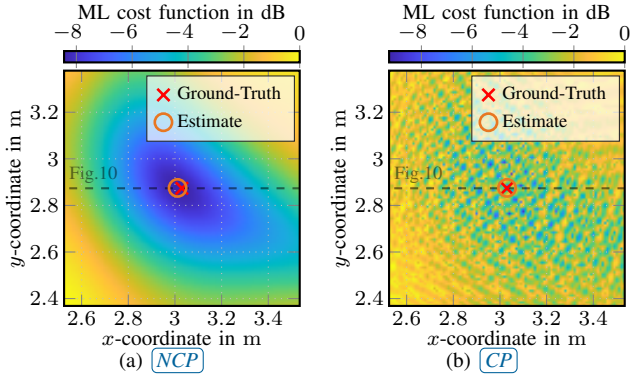 ML cost function in dB
−8 −6 −4 −2 0
Ground-Truth
Estimate
Fig.10
3.2
3
2.8
2.6
2.4
y-coordinate in m
2.6 2.8 3 3.2 3.4
x-coordinate in m
(a) NCP
ML cost function in dB
−8 −6 −4 −2 0
Ground-Truth
Estimate
Fig.10
3.2
3
2.8
2.6
2.4
y-coordinate in m
2.6 2.8 3 3.2 3.4
x-coordinate in m
(b) CP